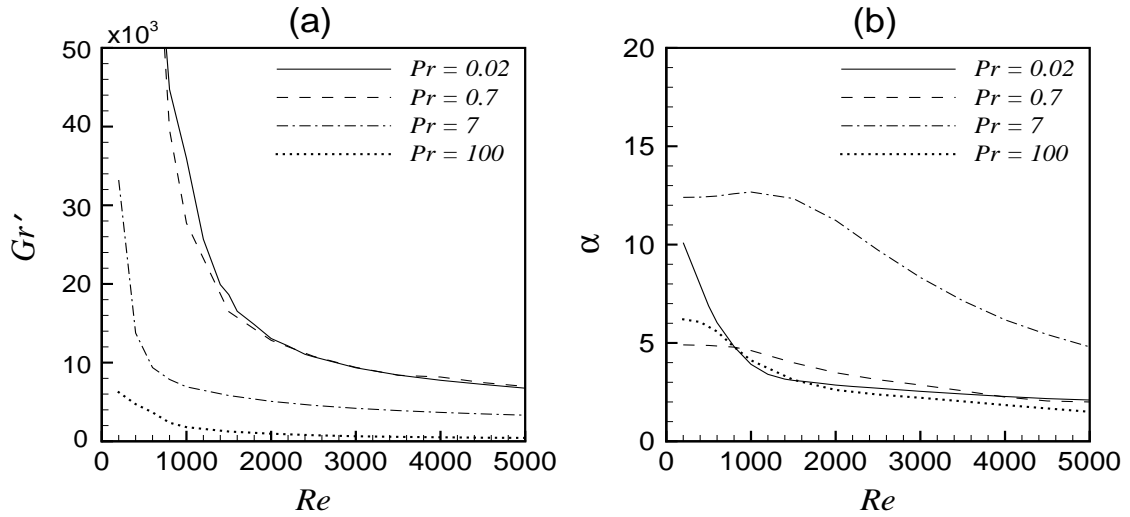 (a)
x10³
50
40
30
20
10
0
0 1000 2000 3000 4000 5000
Gr′
Re
Pr = 0.02
Pr = 0.7
Pr = 7
Pr = 100
(b)
20
15
10
5
0
0 1000 2000 3000 4000 5000
α
Re
Pr = 0.02
Pr = 0.7
Pr = 7
Pr = 100